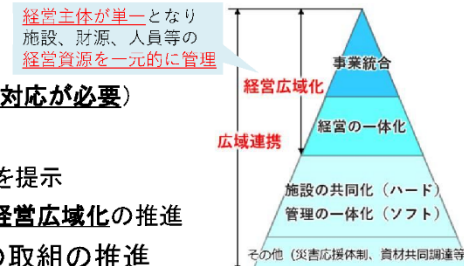 経営主体が単一となり
施設、財源、人員等の
経営資源を一元的に管理
対応が必要）
を提示
経営広域化の推進
の取組の推進
広域連携
経営広域化
事業統合
経営の一体化
施設の共同化（ハード）
管理の一体化（ソフト）
その他（災害応援体制、資材共同調達等